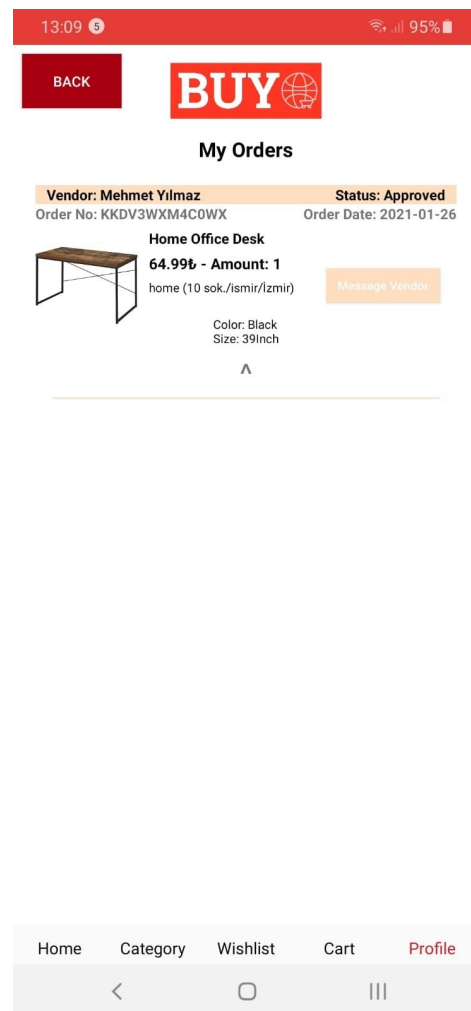 13:09 5 95%
BACK
BUY
My Orders
Vendor: Mehmet Yılmaz Status: Approved
Order No: KKDV3WXM4C0WX Order Date: 2021-01-26
Home Office Desk
64.99₺ - Amount: 1
home (10 sok./ismir/İzmir)
Message Vendor
Color: Black
Size: 39Inch
Home Category Wishlist Cart Profile